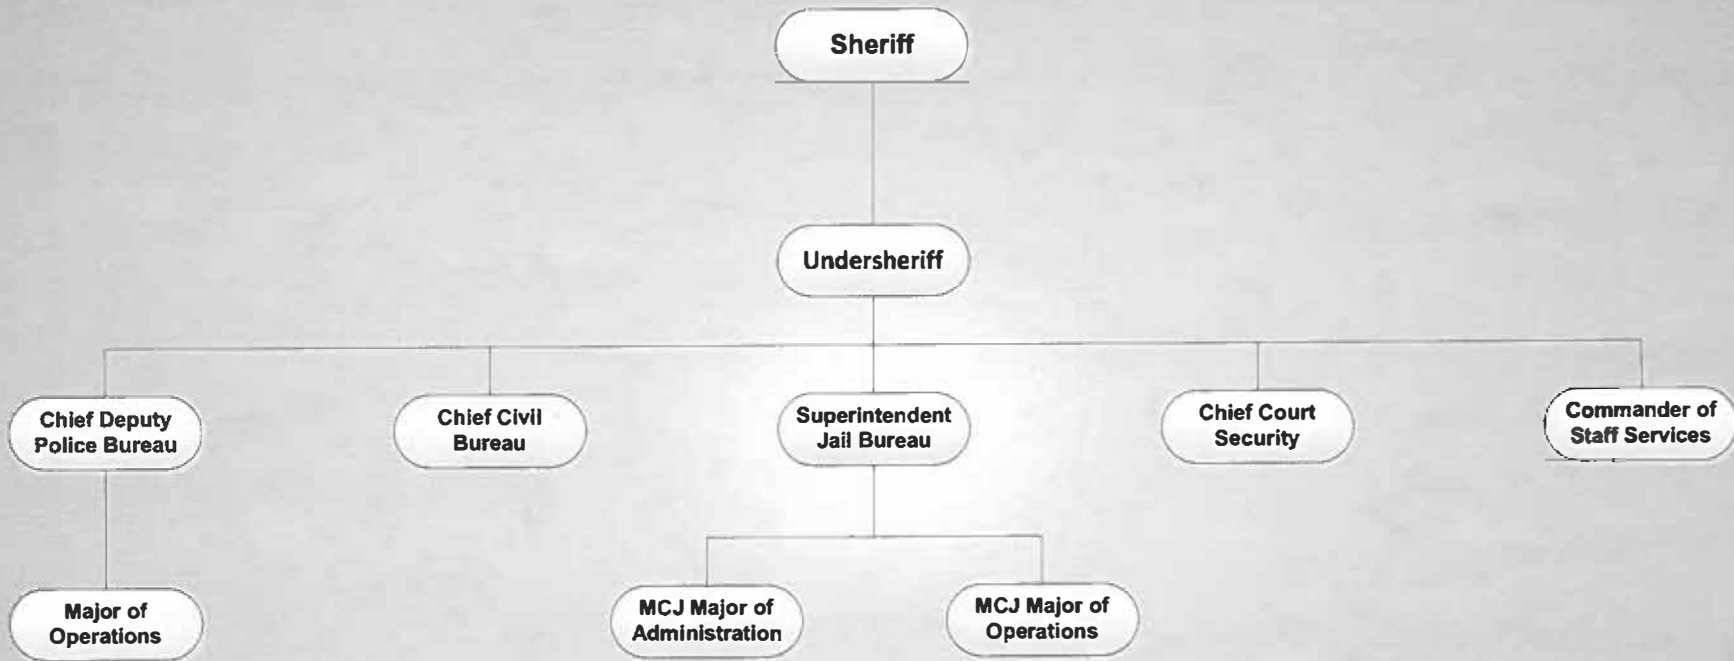 Sheriff
Undersheriff
Chief Deputy
Police Bureau
Chief Civil
Bureau
Superintendent
Jail Bureau
Chief Court
Security
Commander of
Staff Services
Major of
Operations
MCJ Major of
Administration
MCJ Major of
Operations